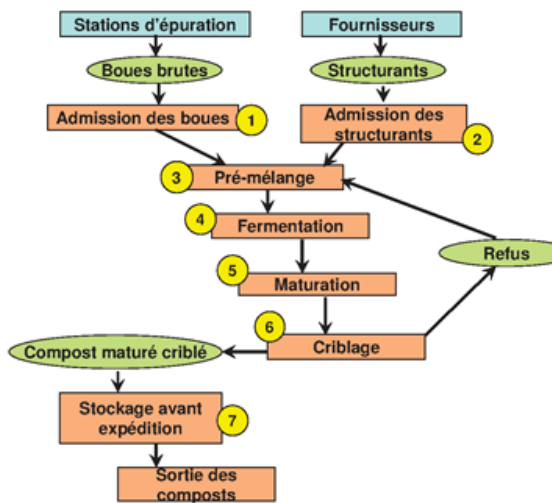 Stations d'épuration
Fournisseurs
Boues brutes
Structurants
Admission des boues
1
Admission des
structurants
2
3
Pré-mélange
4
Fermentation
Refus
5
Maturation
6
Criblage
Compost maturé criblé
Stockage avant
expédition
7
Sortie des
composts